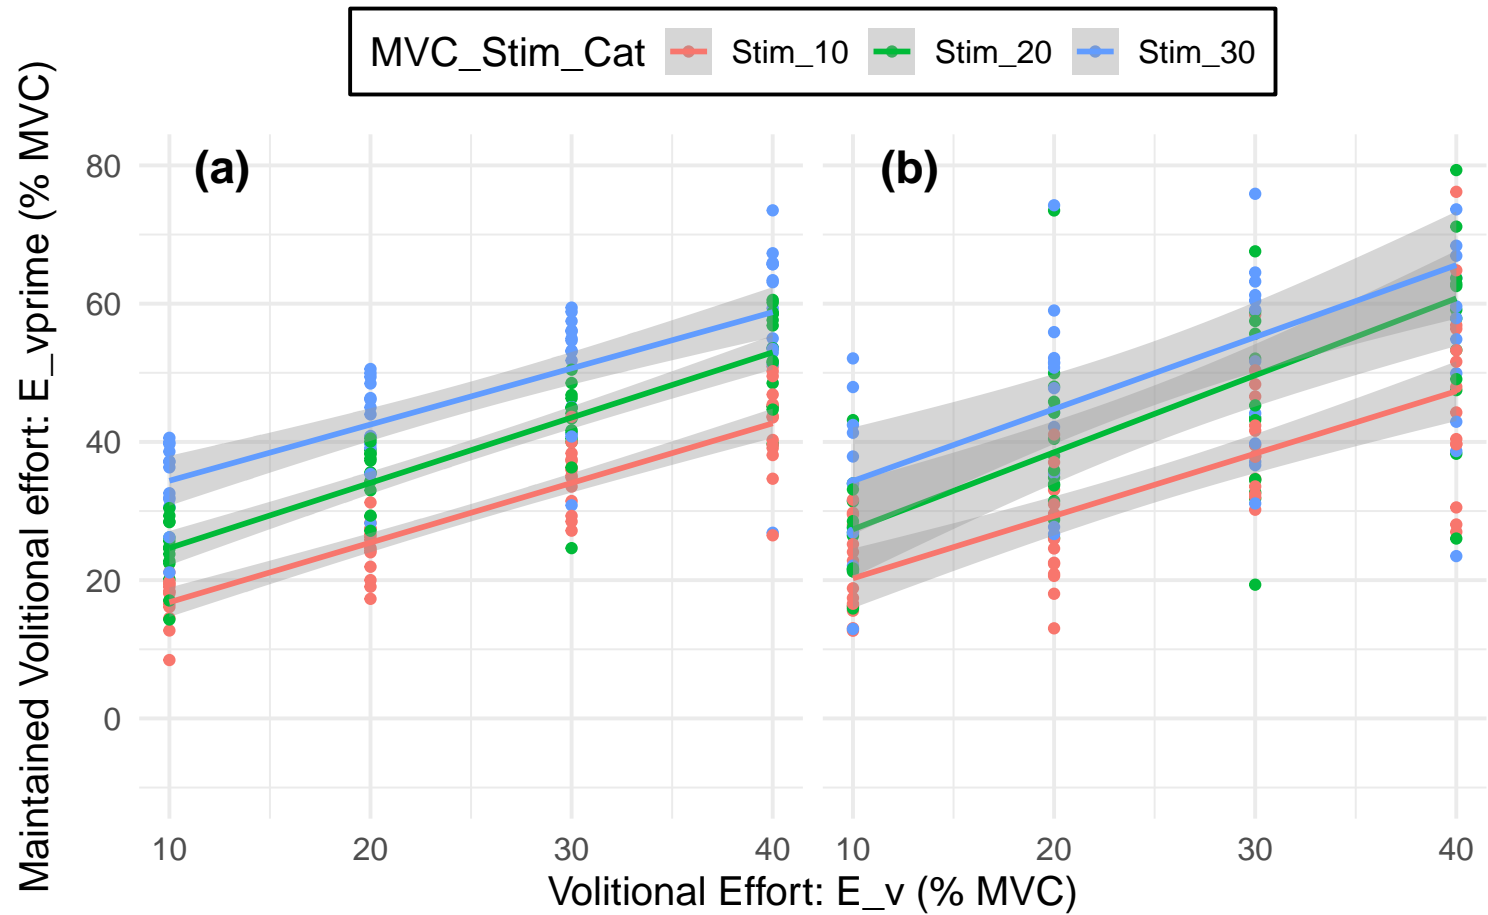 MVC_Stim_Cat Stim_10 Stim_20 Stim_30
Maintained Volitional effort: E_vprime (% MVC)
(a) (b)
80
60
40
20
0
10 20 30 40 10 20 30 40
Volitional Effort: E_v (% MVC)